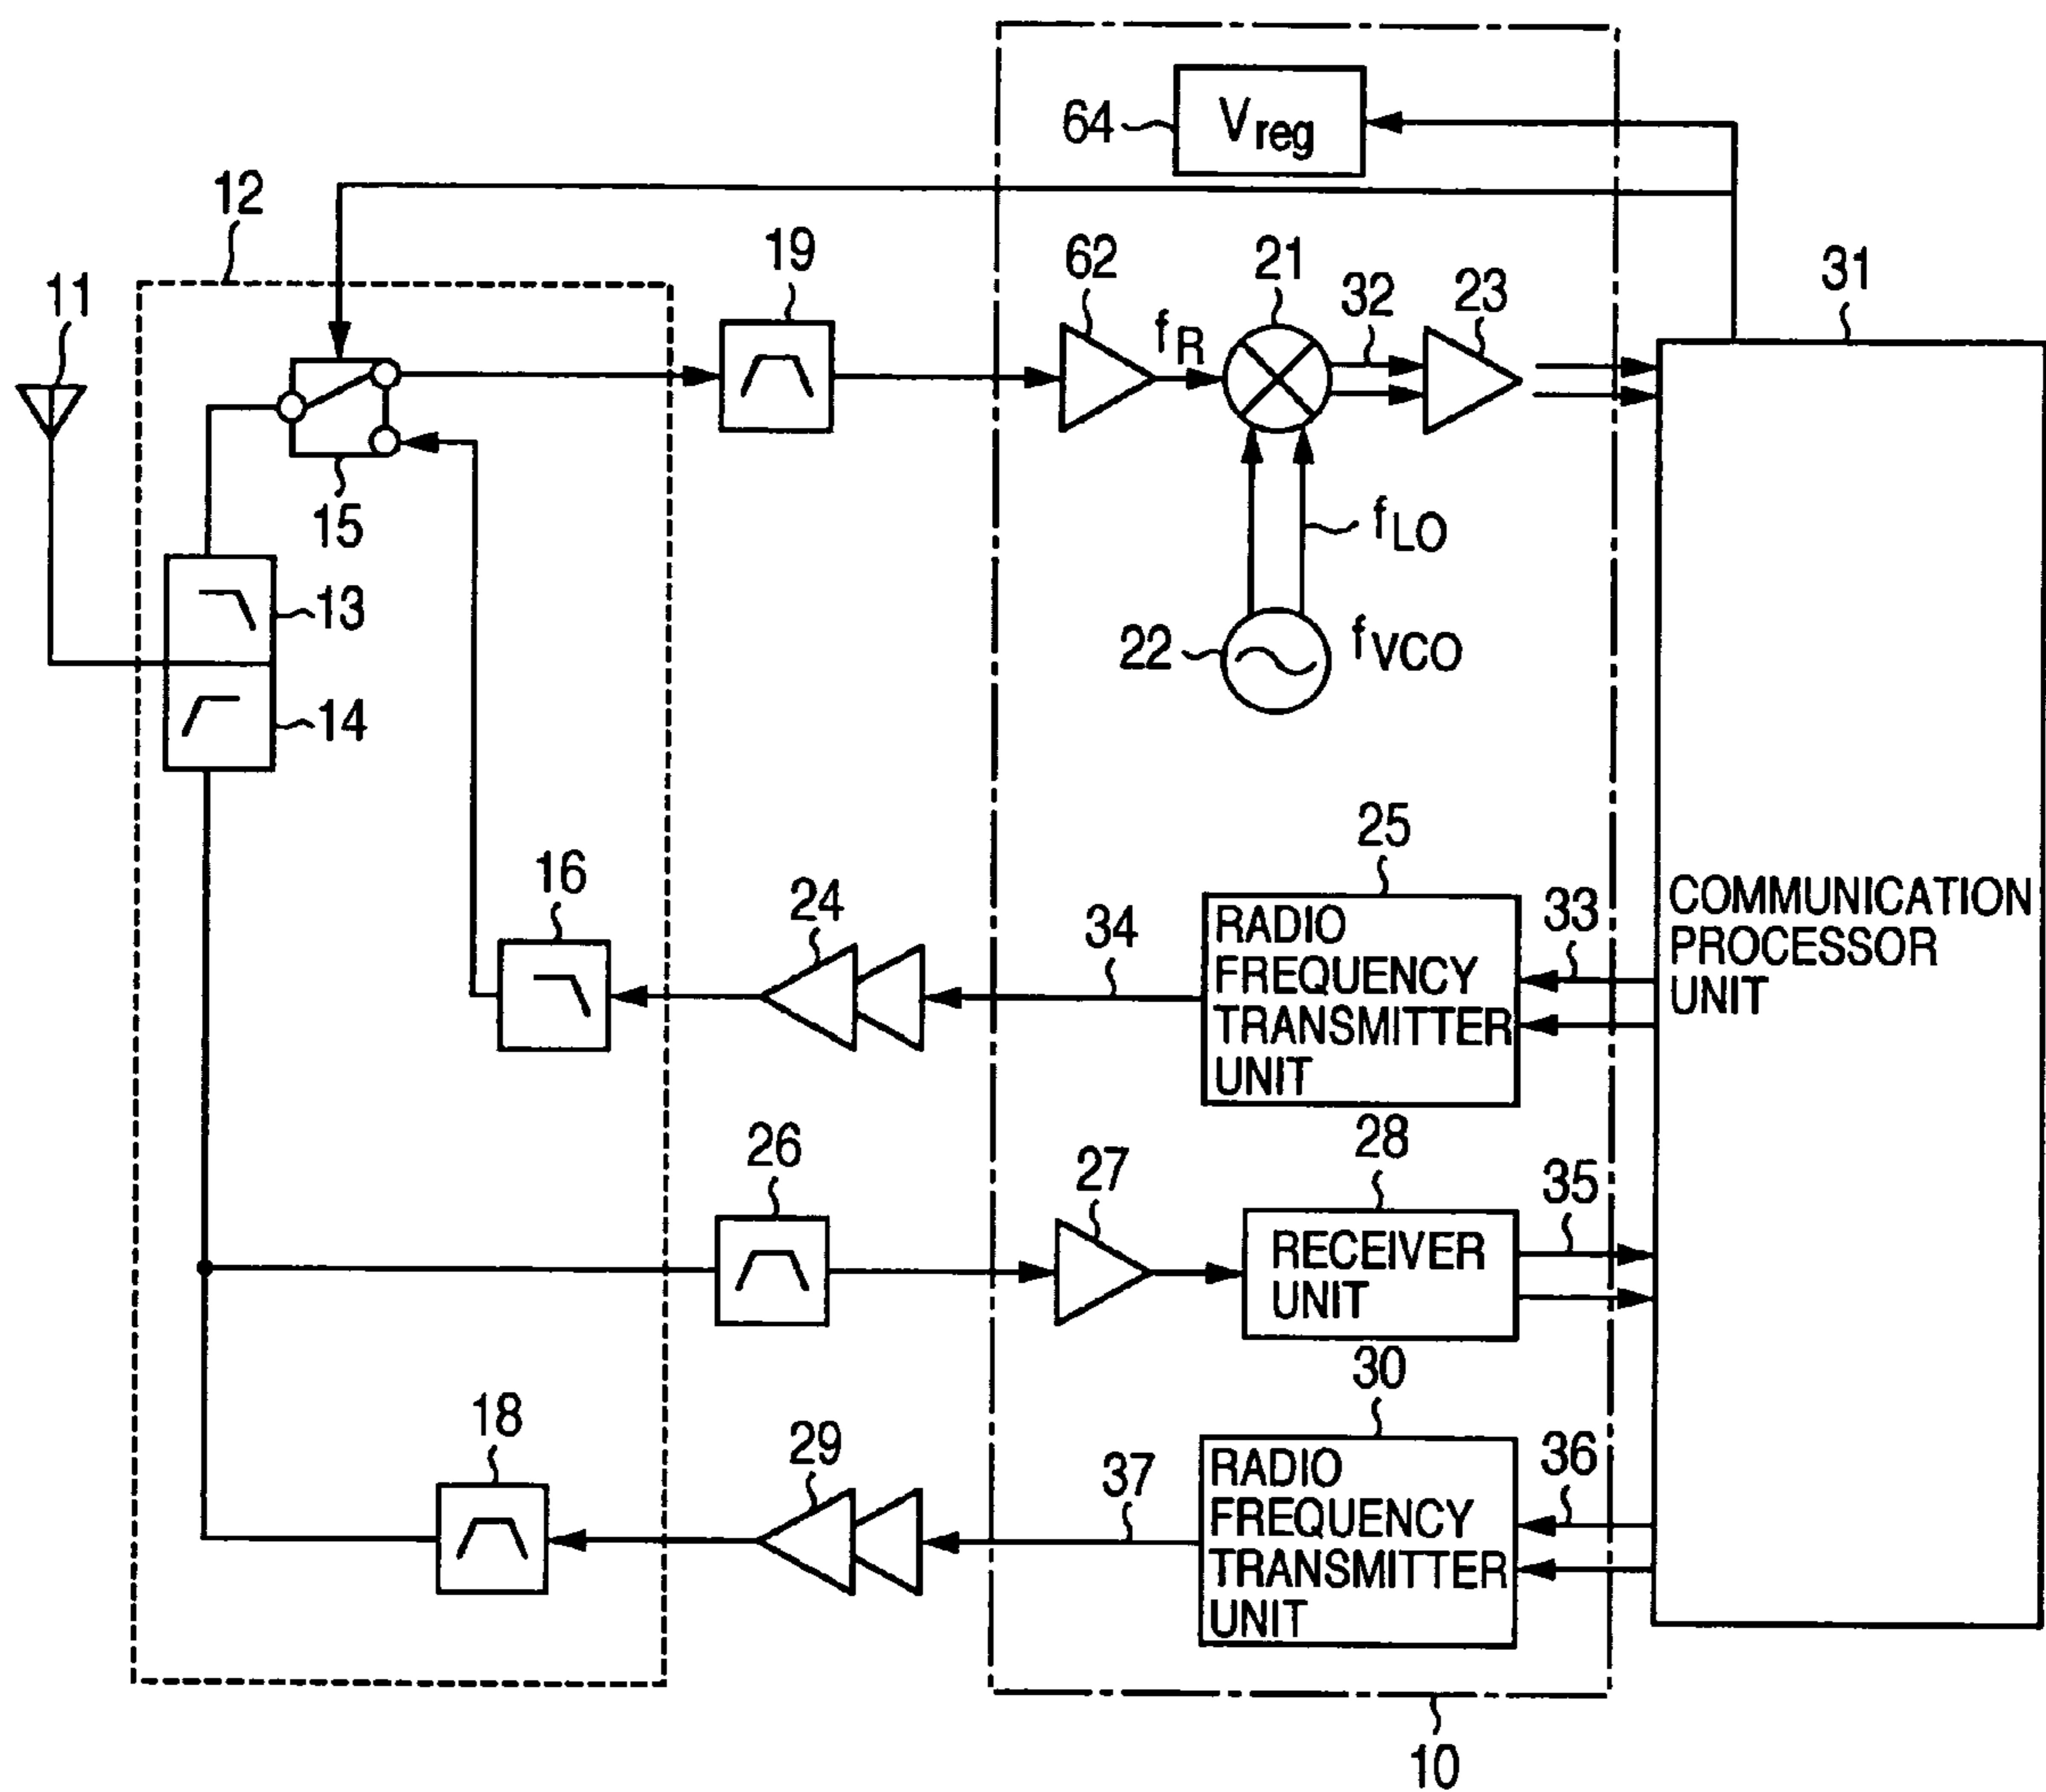 64
Vreg
12
19
62
fR
21
32
23
31
11
15
fLO
13
22
fVCO
14
25
16
24
34
RADIO
FREQUENCY
TRANSMITTER
UNIT
33
COMMUNICATION
PROCESSOR
UNIT
28
26
27
RECEIVER
UNIT
35
30
18
29
37
RADIO
FREQUENCY
TRANSMITTER
UNIT
36
10